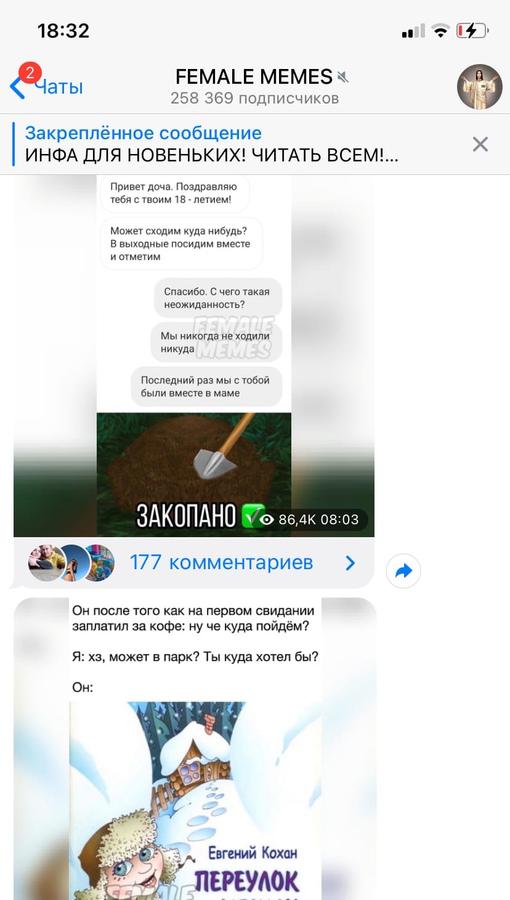 18:32
2
Чаты
FEMALE MEMES
258 369 подписчиков
Закреплённое сообщение
ИНФА ДЛЯ НОВЕНЬКИХ! ЧИТАТЬ ВСЕМ!...
Привет доча. Поздравляю
тебя с твоим 18 - летием!
Может сходим куда нибудь?
В выходные посидим вместе
и отметим
Спасибо. С чего такая
неожиданность?
Мы никогда не ходили
никуда
FEMALE
MEMES
Последний раз мы с тобой
были вместе в маме
ЗАКОПАНО
86,4K 08:03
177 комментариев
Он после того как на первом свидании
заплатил за кофе: ну че куда пойдём?
Я: хз, может в парк? Ты куда хотел бы?
Он:
Евгений Кохан
ПЕРЕУЛОК
FEMALE